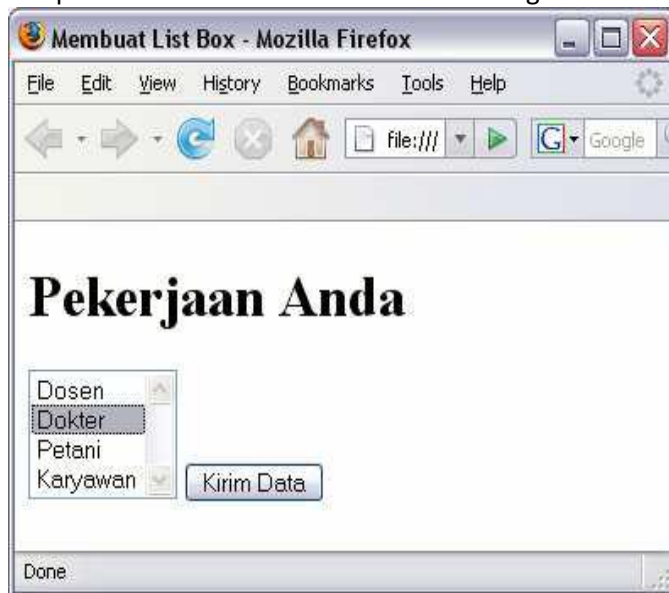 Membuat List Box - Mozilla Firefox
File Edit View History Bookmarks Tools Help
file:/// G Google
Pekerjaan Anda
Dosen
Dokter
Petani
Karyawan
Kirim Data
Done